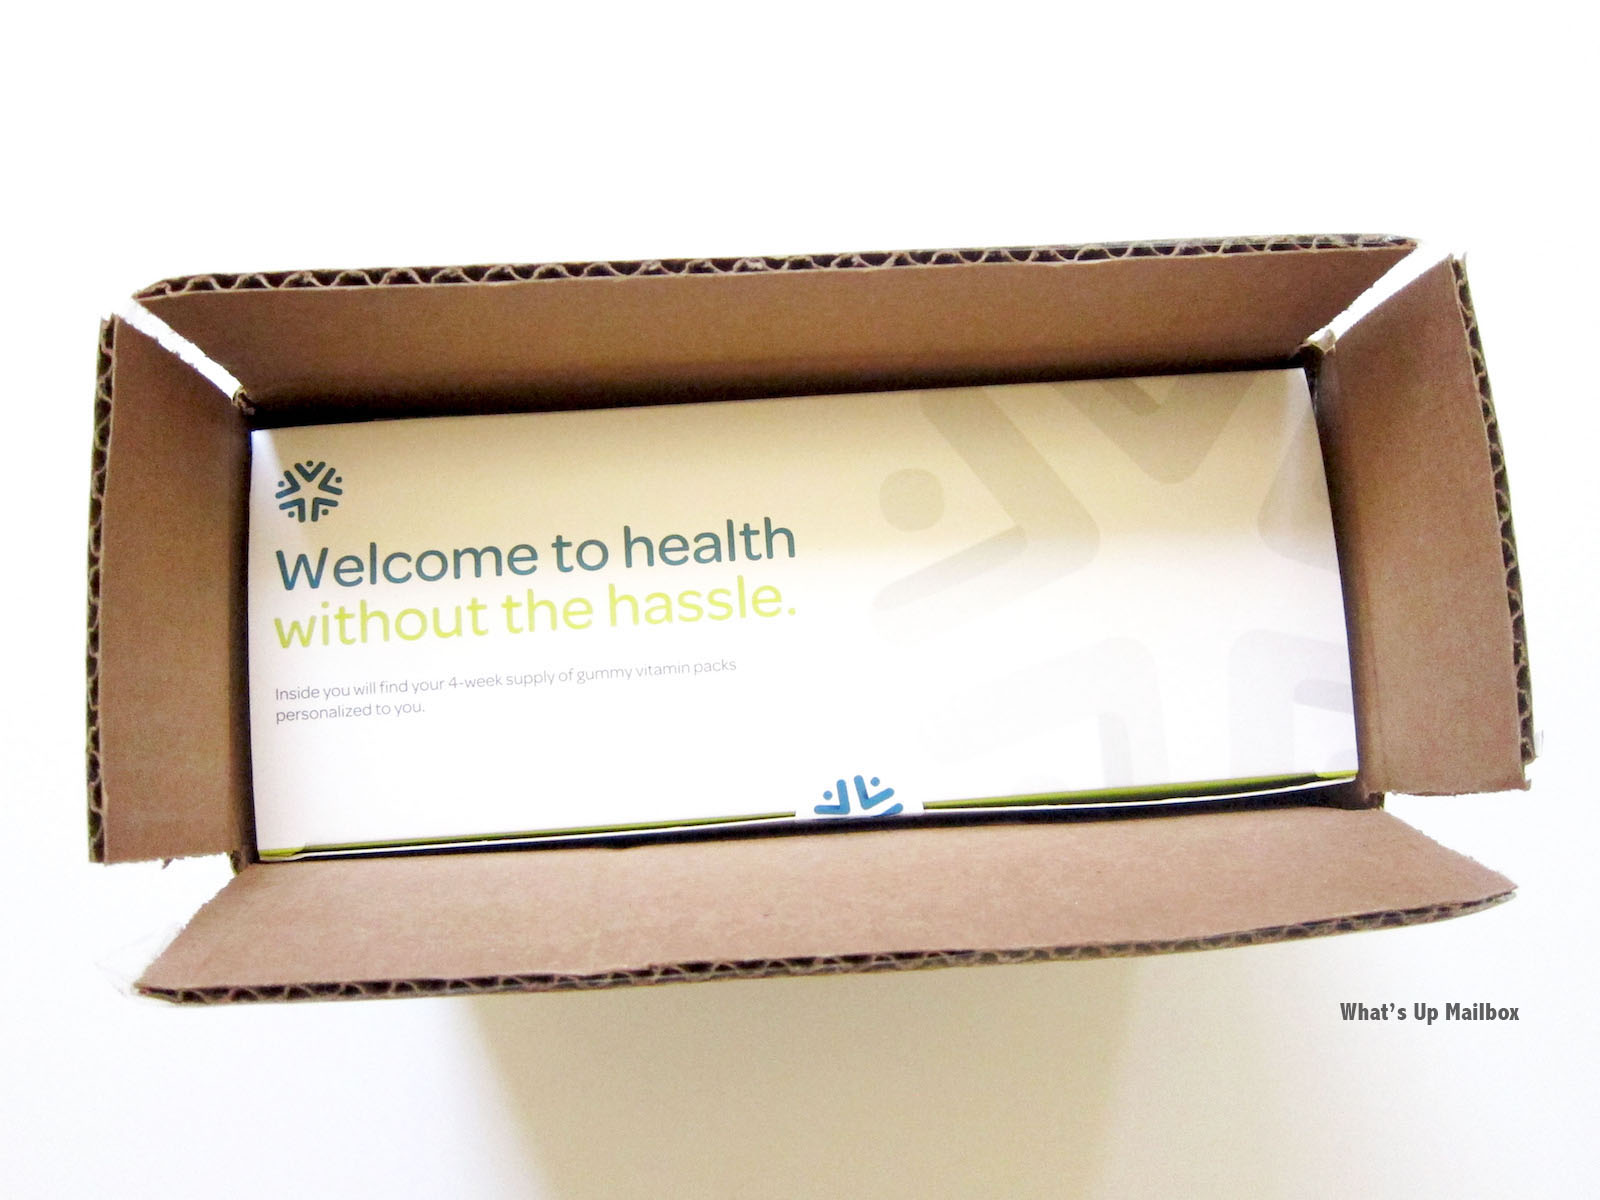 Welcome to health
without the hassle.
Inside you will find your 4-week supply of gummy vitamin packs
personalized to you.
What's Up Mailbox